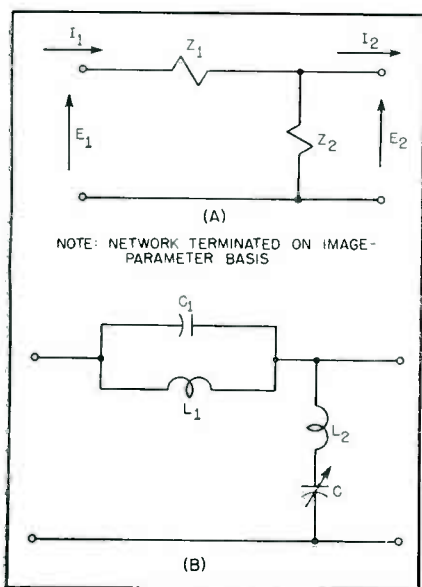 I1 I2
Z1
E1 Z2 E2
(A)
NOTE: NETWORK TERMINATED ON IMAGE-
PARAMETER BASIS
C1
L1
L2
C
(B)